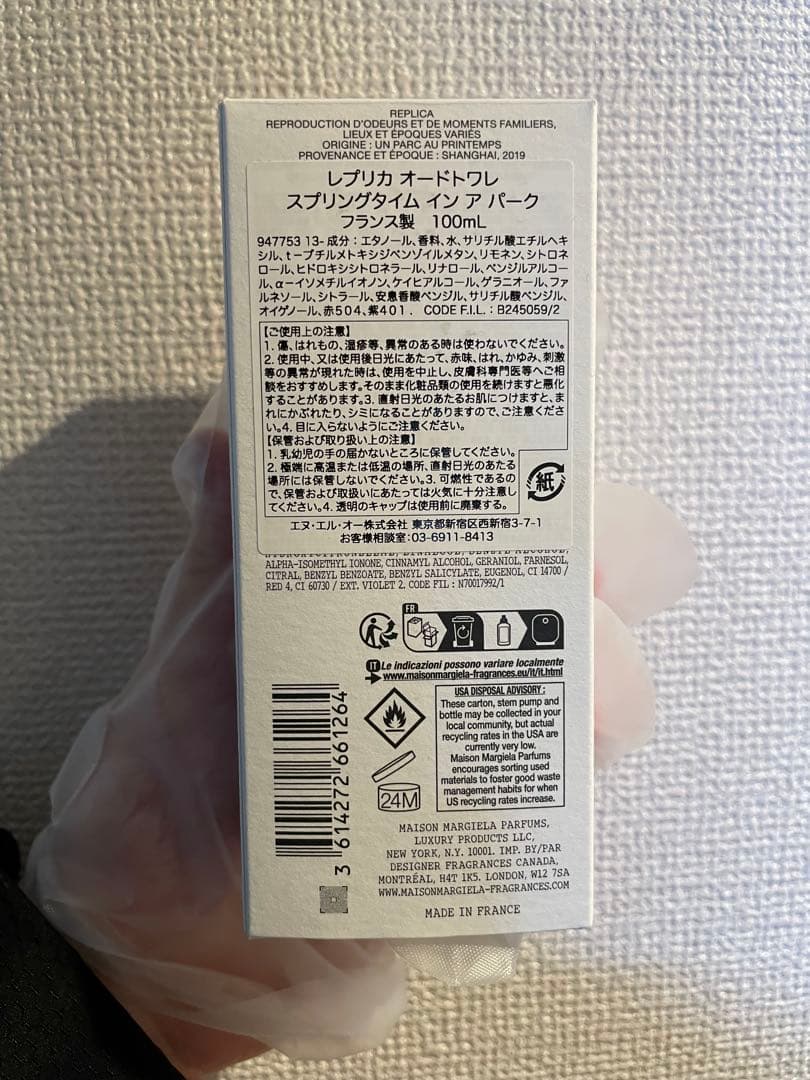 REPLICA
REPRODUCTION D'ODEURS ET DE MOMENTS FAMILIERS,
LIEUX ET ÉPOQUES VARIÉS
ORIGINE : UN PARC AU PRINTEMPS
PROVENANCE ET ÉPOQUE : SHANGHAI, 2019
レプリカ オードトワレ
スプリングタイム イン ア パーク
フランス製 100mL
947753 13- 成分：エタノール、香料、水、サリチル酸エチルヘキ
シル、t-ブチルメトキシジベンゾイルメタン、リモネン、シトロネ
ロール、ヒドロキシシトロネラール、リナロール、ベンジルアルコー
ル、α-イソメチルイオノン、ケイヒアルコール、ゲラニオール、ファ
ルネソール、シトラール、安息香酸ベンジル、サリチル酸ベンジル、
オイゲノール、赤504、紫401． CODE F.I.L.：B245059/2
【ご使用上の注意】
1. 傷、はれもの、湿疹等、異常のある時は使わないでください。
2. 使用中、又は使用後日光にあたって、赤味、はれ、かゆみ、刺激
等の異常が現れた時は、使用を中止し、皮膚科専門医等へご相
談をおすすめします。そのまま化粧品類の使用を続けますと悪化
することがあります。3. 直射日光のあたるお肌につけますと、ま
れにかぶれたり、シミになることがありますので、ご注意くださ
い。4. 目に入らないようにご注意ください。
【保管および取り扱い上の注意】
1. 乳幼児の手の届かないところに保管してください。
2. 極端に高温または低温の場所、直射日光のあたる
場所には保管しないでください。3. 可燃性であるの
で、保管および取扱いにあたっては火気に十分注意し
てください。4. 透明のキャップは使用前に廃棄する。
紙
エヌ・エル・オー株式会社 東京都新宿区西新宿3-7-1
お客様相談室：03-6911-8413
ALPHA-ISOMETHYL IONONE, CINNAMYL ALCOHOL, GERANIOL, FARNESOL,
CITRAL, BENZYL BENZOATE, BENZYL SALICYLATE, EUGENOL, CI 14700 /
RED 4, CI 60730 / EXT. VIOLET 2. CODE FIL : N70017992/1
FR
IT Le indicazioni possono variare localmente
www.maisonmargiela-fragrances.eu/it/it.html
USA DISPOSAL ADVISORY :
These carton, stem pump and
bottle may be collected in your
local community, but actual
recycling rates in the USA are
currently very low.
Maison Margiela Parfums
encourages sorting used
materials to foster good waste
management habits for when
US recycling rates increase.
24M
3 614272 661264
MAISON MARGIELA PARFUMS,
LUXURY PRODUCTS LLC,
NEW YORK, N.Y. 10001. IMP. BY/PAR
DESIGNER FRAGRANCES CANADA,
MONTRÉAL, H4T 1K5. LONDON, W12 7SA
WWW.MAISONMARGIELA-FRAGRANCES.COM
MADE IN FRANCE